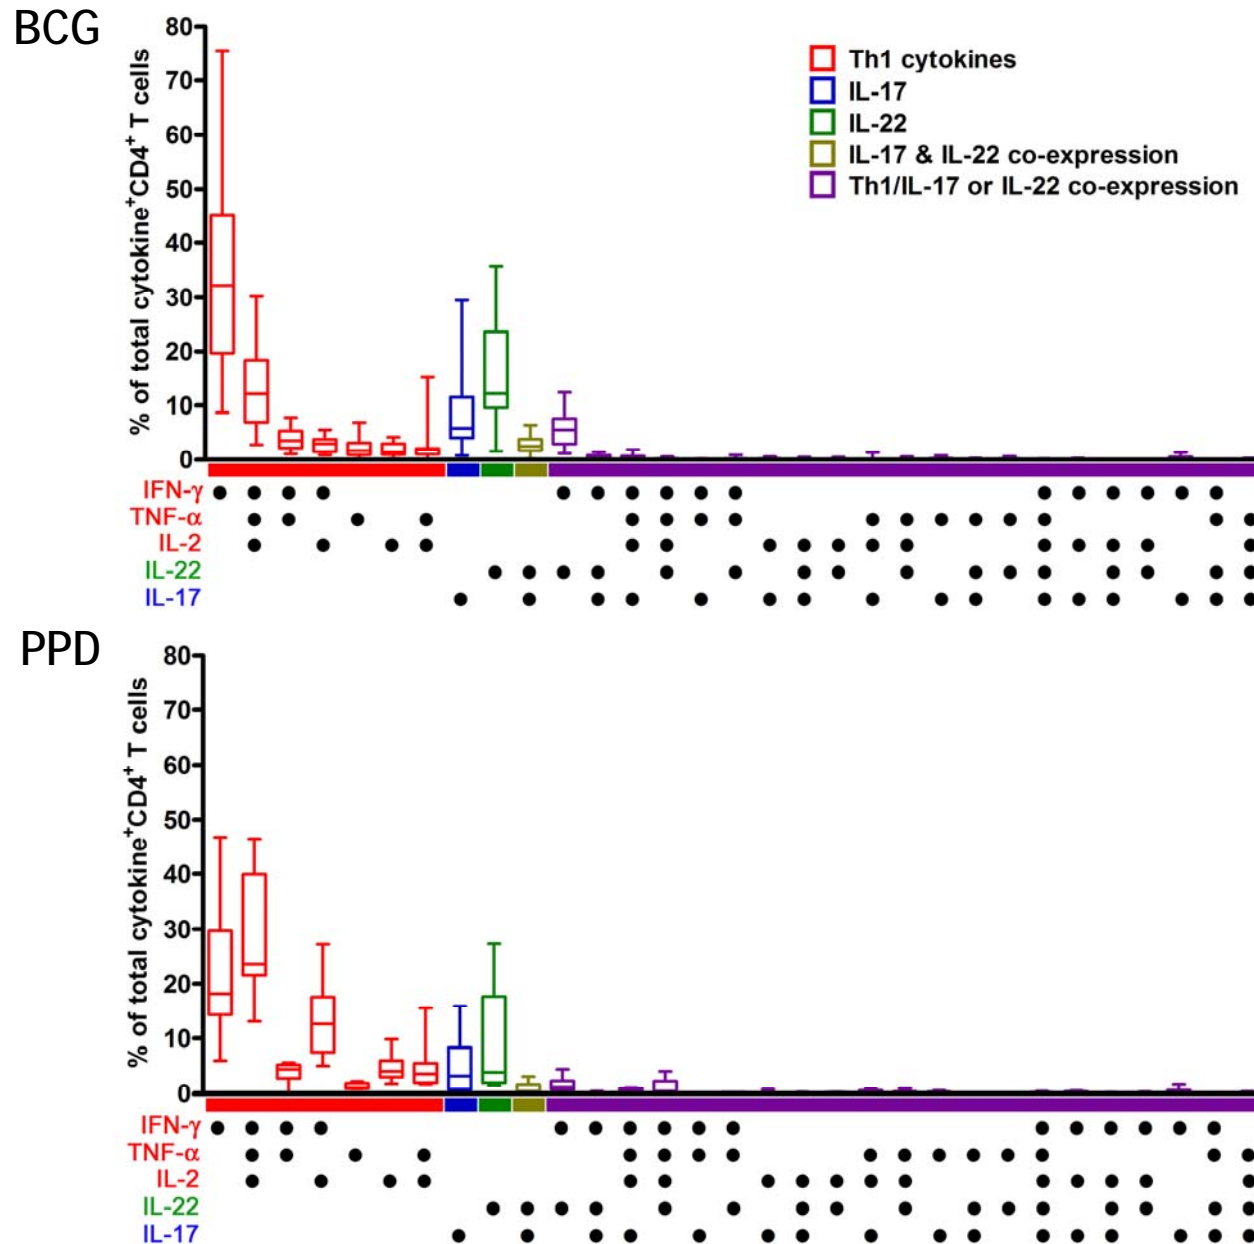 BCG
% of total cytokine⁺CD4⁺ T cells
80
70
60
50
40
30
20
10
0
Th1 cytokines
IL-17
IL-22
IL-17 & IL-22 co-expression
Th1/IL-17 or IL-22 co-expression
IFN-γ
TNF-α
IL-2
IL-22
IL-17
PPD
% of total cytokine⁺CD4⁺ T cells
80
70
60
50
40
30
20
10
0
IFN-γ
TNF-α
IL-2
IL-22
IL-17